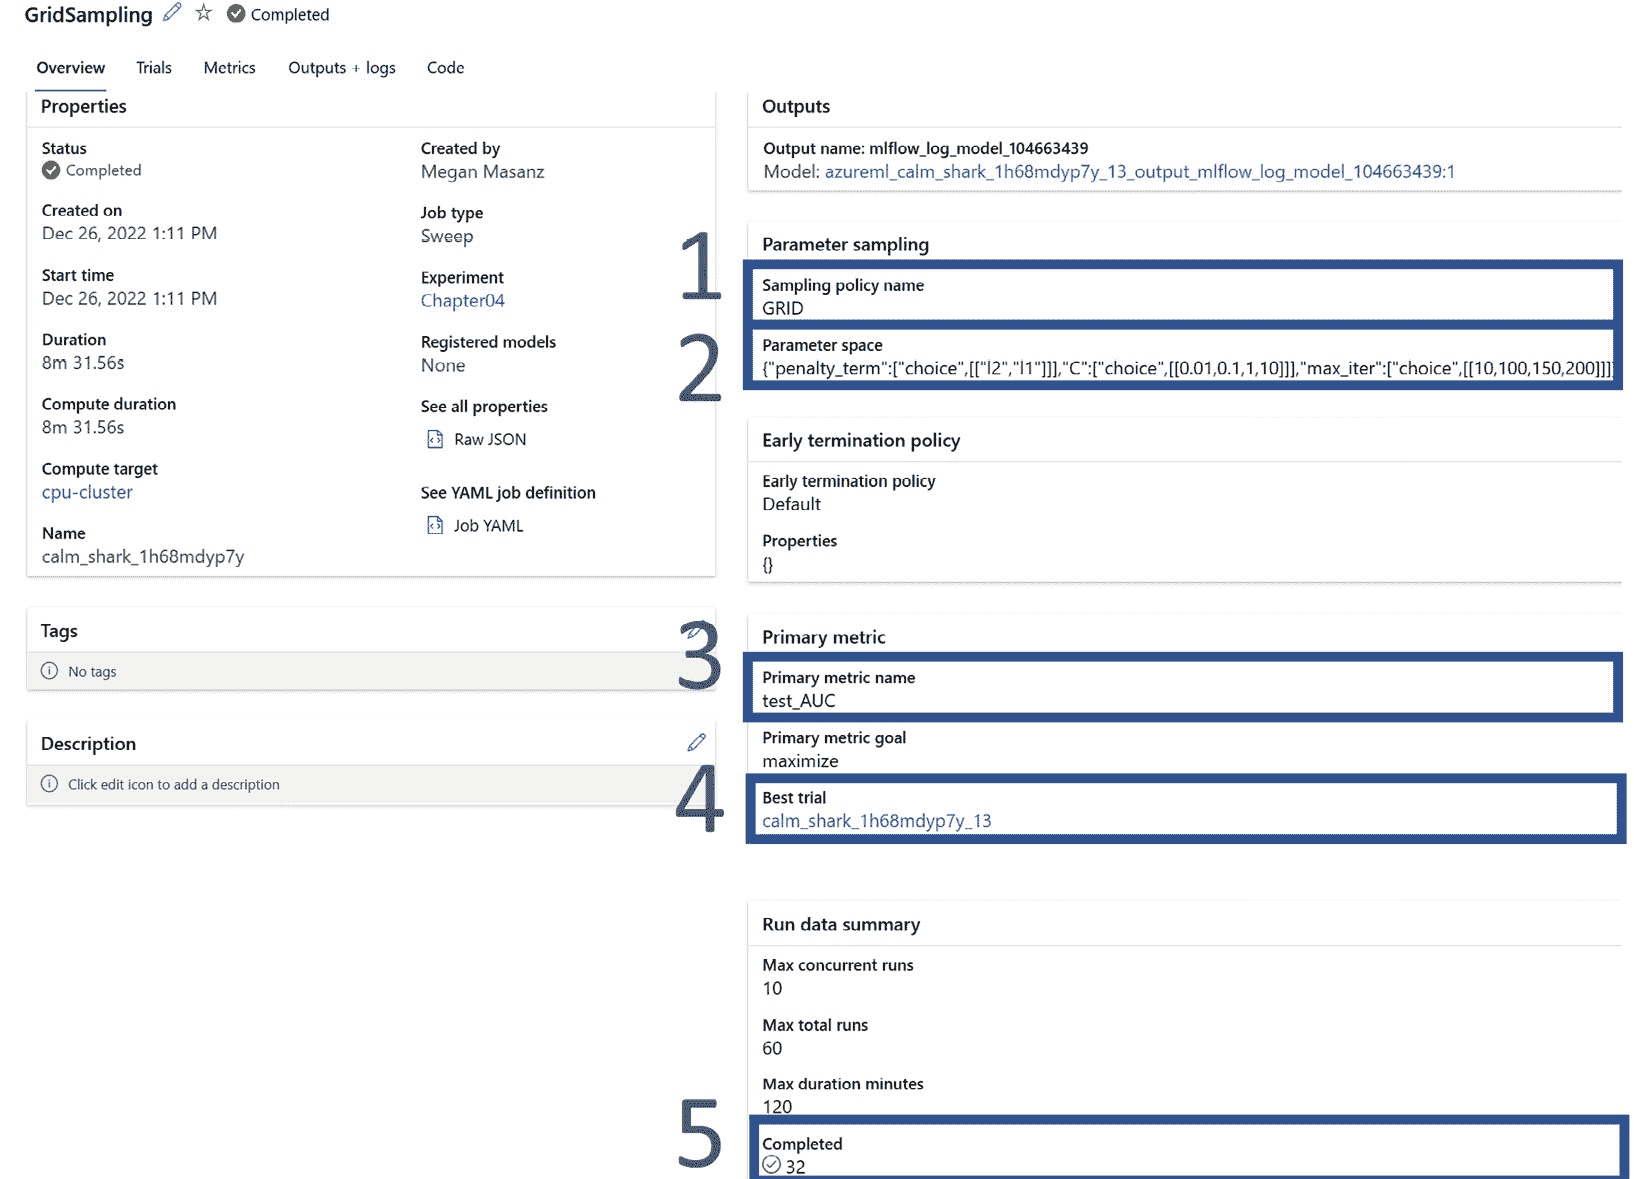 GridSampling Completed
Overview Trials Metrics Outputs + logs Code
Properties
Status
Completed
Created on
Dec 26, 2022 1:11 PM
Start time
Dec 26, 2022 1:11 PM
Duration
8m 31.56s
Compute duration
8m 31.56s
Compute target
cpu-cluster
Name
calm_shark_1h68mdyp7y
Created by
Megan Masanz
Job type
Sweep
Experiment
Chapter04
Registered models
None
See all properties
Raw JSON
See YAML job definition
Job YAML
Tags
No tags
Description
Click edit icon to add a description
Outputs
Output name: mlflow_log_model_104663439
Model: azureml_calm_shark_1h68mdyp7y_13_output_mlflow_log_model_104663439:1
Parameter sampling
1
Sampling policy name
GRID
2
Parameter space
{"penalty_term":["choice",[["l2","l1"]]],"C":["choice",[[0.01,0.1,1,10]]],"max_iter":["choice",[[10,100,150,200]]]
Early termination policy
Early termination policy
Default
Properties
{}
Primary metric
3
Primary metric name
test_AUC
Primary metric goal
maximize
4
Best trial
calm_shark_1h68mdyp7y_13
Run data summary
Max concurrent runs
10
Max total runs
60
Max duration minutes
120
5
Completed
32